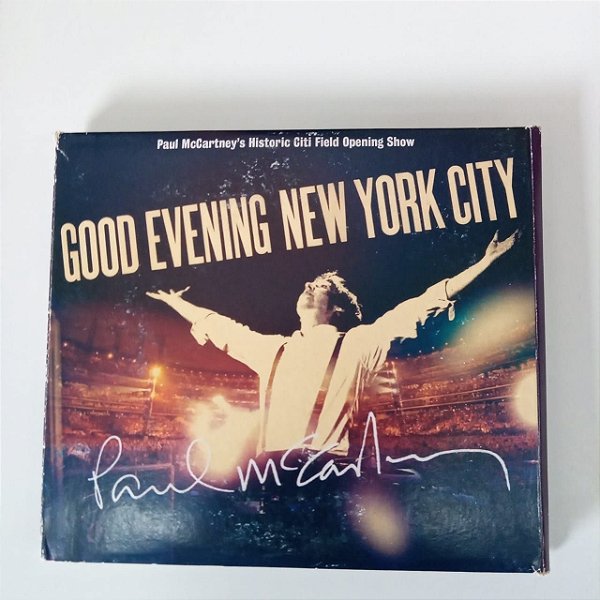 Paul McCartney's Historic Citi Field Opening Show
GOOD EVENING NEW YORK CITY
Paul McCartney